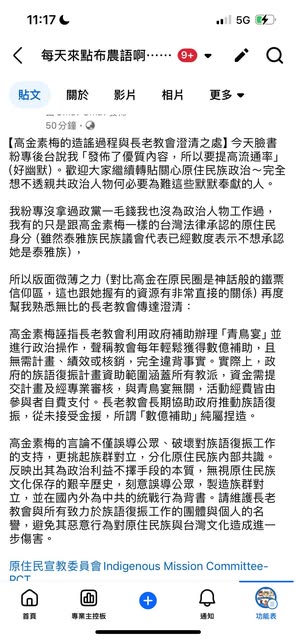 11:17
5G
每天來點布農語啊⋯⋯
9+
貼文
關於
影片
相片
更多
50分鐘・
【高金素梅的造謠過程與長老教會澄清之處】今天臉書
粉專後台說我「發佈了優質內容，所以要提高流通率」
(好幽默)。歡迎大家繼續轉貼關心原住民族政治～完全
想不透親共政治人物何必要為難這些默默奉獻的人。
我粉專沒拿過政黨一毛錢我也沒為政治人物工作過，
我有的只是跟高金素梅一樣的台灣法律承認的原住民
身分（雖然泰雅族民族議會代表已經數度表示不想承認
她是泰雅族），
所以版面微薄之力（對比高金在原民圈是神話般的鐵票
信仰區，這也跟她握有的資源有非常直接的關係）再度
幫我熟悉無比的長老教會傳達澄清：
高金素梅誣指長老教會利用政府補助辦理「青鳥宴」並
進行政治操作，聲稱教會每年輕鬆獲得數億補助，且
無需計畫、績效或核銷，完全違背事實。實際上，政
府的族語復振計畫資助範圍涵蓋所有教派，資金需提
交計畫及經專業審核，與青鳥宴無關，活動經費皆由
參與者自費支付。長老教會長期協助政府推動族語復
振，從未接受金援，所謂「數億補助」純屬捏造。
高金素梅的言論不僅誤導公眾、破壞對族語復振工作
的支持，更挑起族群對立，分化原住民族內部共識。
反映出其為政治利益不擇手段的本質，無視原住民族
文化保存的艱辛歷史，刻意誤導公眾，製造族群對
立，並在國內外為中共的統戰行為背書。請維護長老
教會與所有致力於族語復振工作的團體與個人的名
譽，避免其惡意行為對原住民族與台灣文化造成進一
步傷害。
原住民宣教委員會Indigenous Mission Committee-
PCT
首頁
專業主控板
通知
功能表